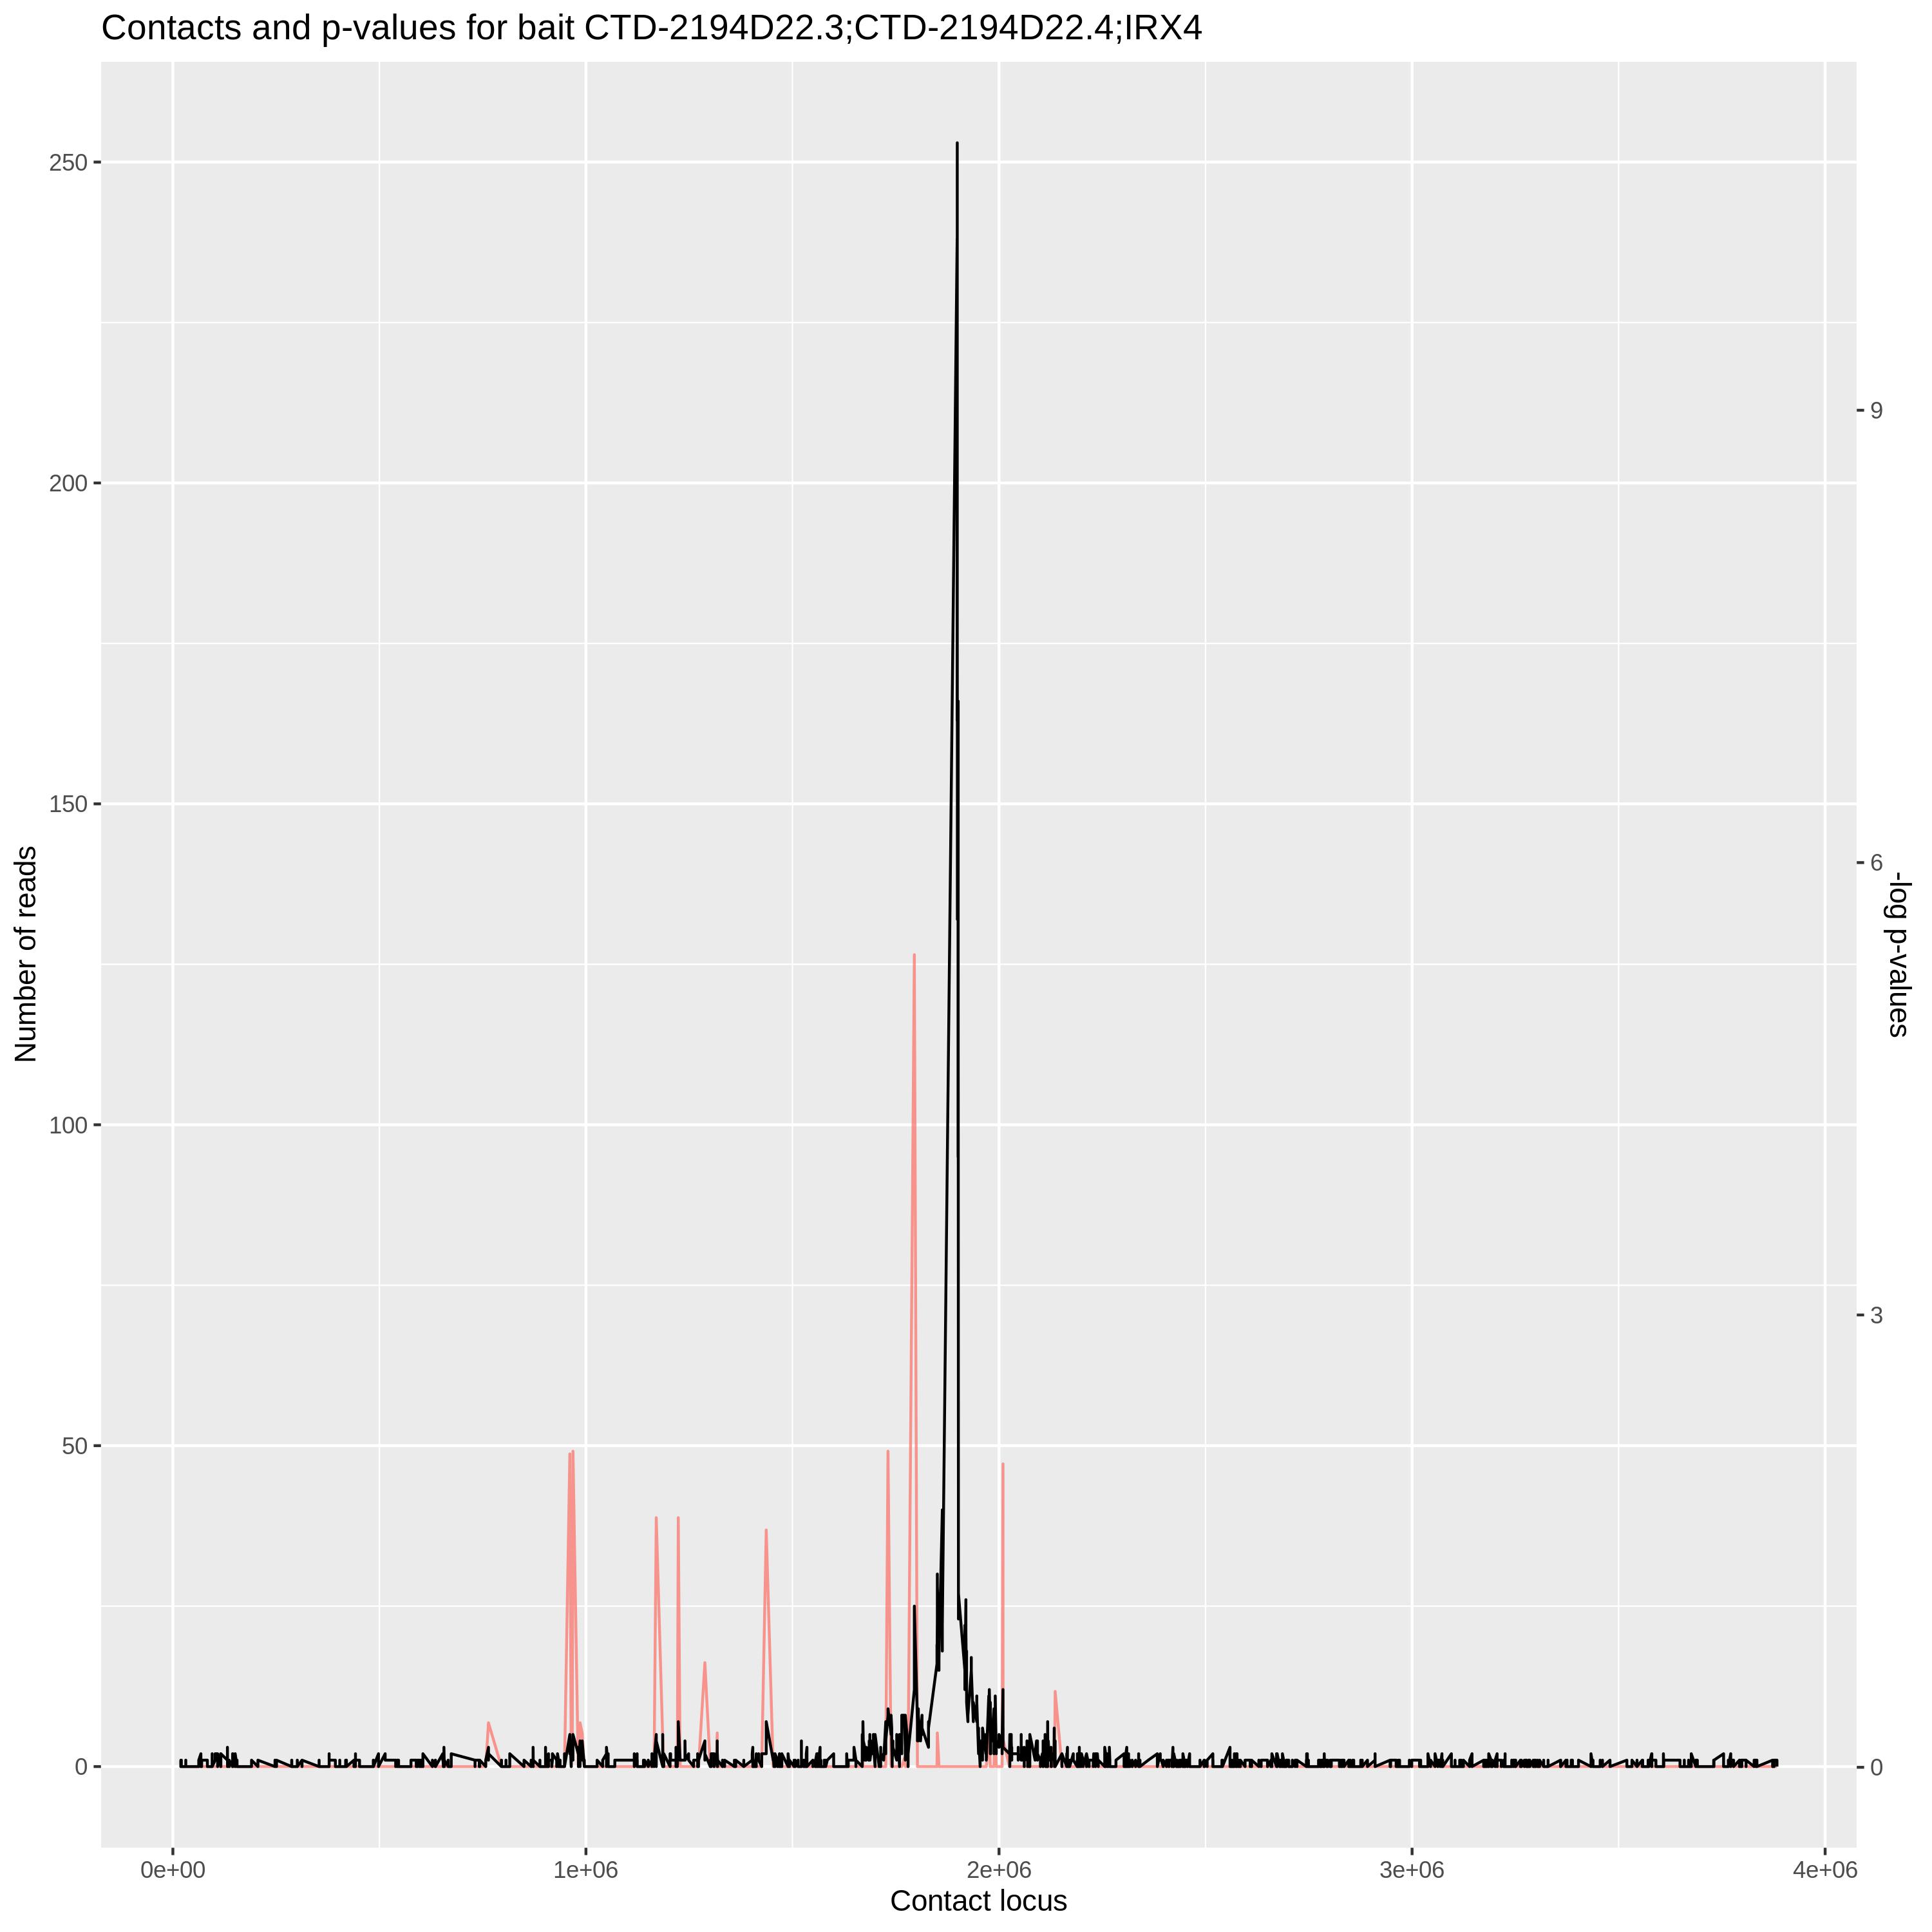 Contacts and p-values for bait CTD-2194D22.3;CTD-2194D22.4;IRX4
250
200
150
100
50
0
Number of reads
9
6
3
0
-log p-values
0e+00
1e+06
2e+06
3e+06
4e+06
Contact locus